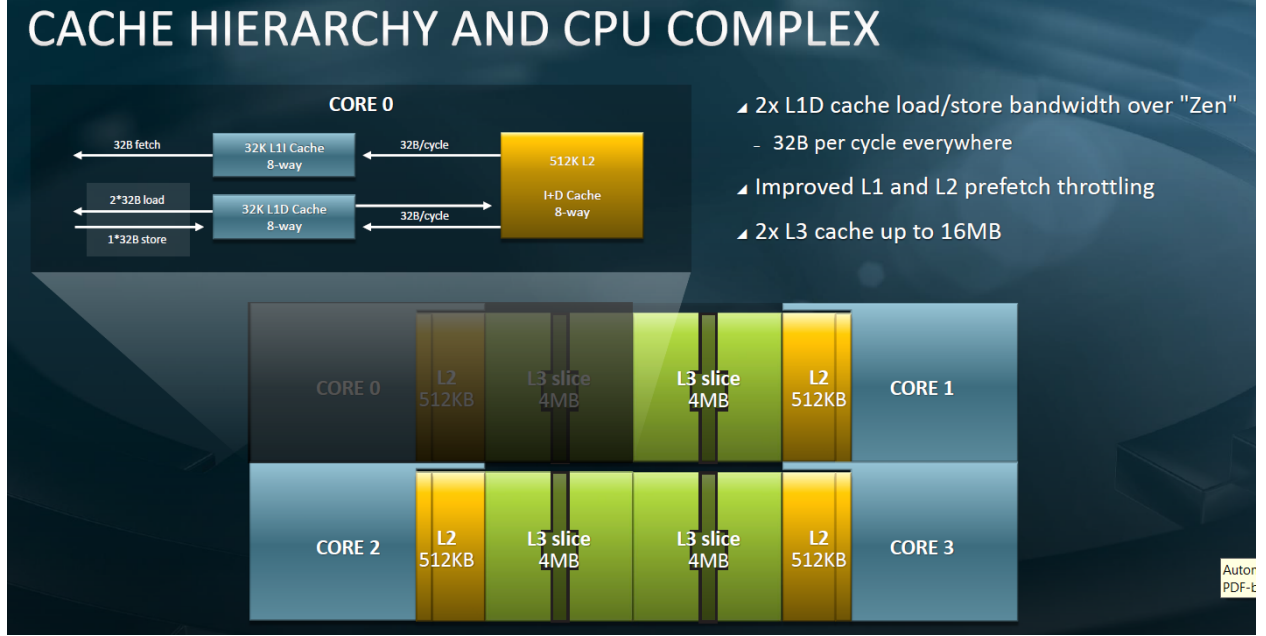 CACHE HIERARCHY AND CPU COMPLEX
CORE 0
32B fetch
32K L1I Cache
8-way
32B/cycle
512K L2
I+D Cache
8-way
2*32B load
1*32B store
32K L1D Cache
8-way
32B/cycle
◢ 2x L1D cache load/store bandwidth over "Zen"
- 32B per cycle everywhere
◢ Improved L1 and L2 prefetch throttling
◢ 2x L3 cache up to 16MB
CORE 0
L2
512KB
L3 slice
4MB
L3 slice
4MB
L2
512KB
CORE 1
CORE 2
L2
512KB
L3 slice
4MB
L3 slice
4MB
L2
512KB
CORE 3